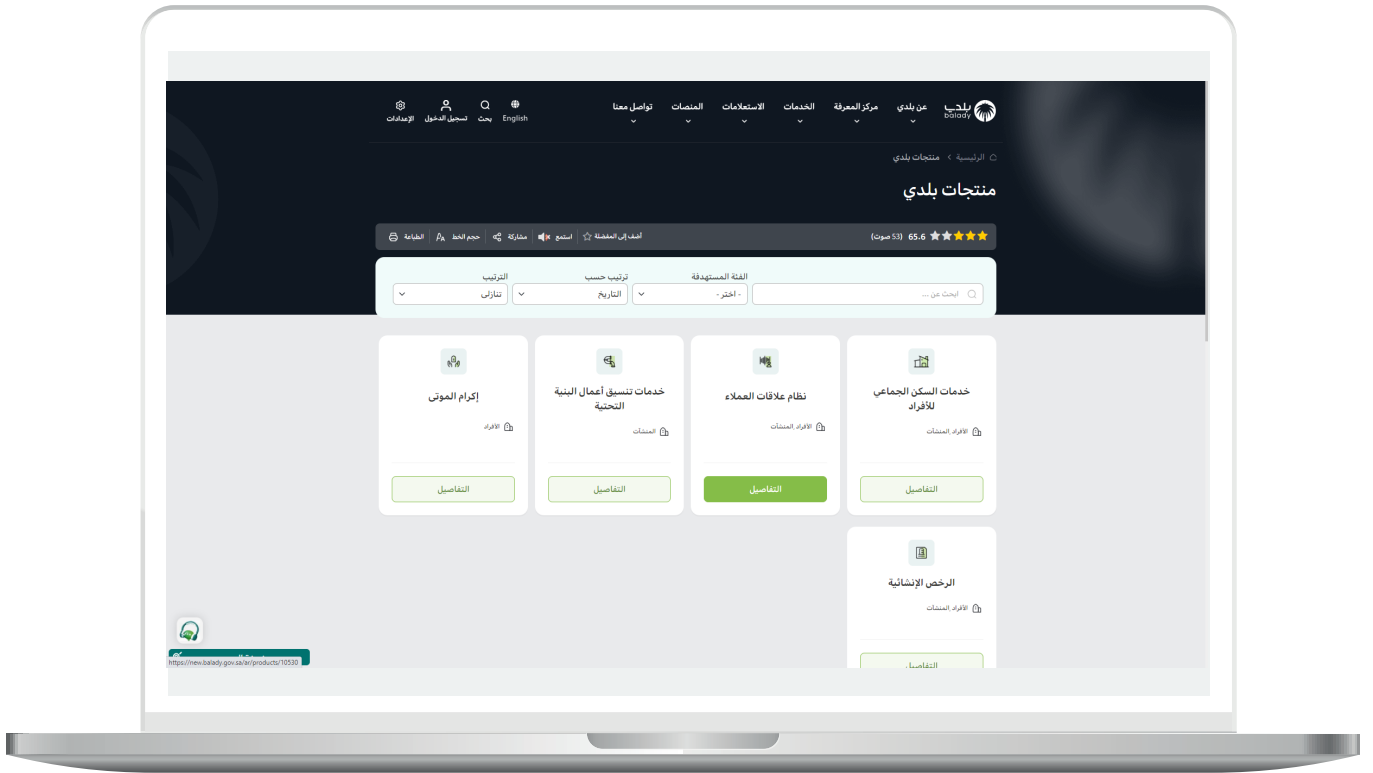 بلدي
balady
عن بلدي
مركز المعرفة
الخدمات
الاستعلامات
المنصات
تواصل معنا
English
بحث
تسجيل الدخول
الإعدادات
الرئيسية > منتجات بلدي
منتجات بلدي
65.6 (53 صوت)
أضف إلى المفضلة
استمع
مشاركة
حجم الخط
الطباعة
الفئة المستهدفة
ترتيب حسب
الترتيب
ابحث عن ...
- اختر -
التاريخ
تنازلي
خدمات السكن الجماعي
للأفراد
الأفراد, المنشآت
التفاصيل
نظام علاقات العملاء
الأفراد, المنشآت
التفاصيل
خدمات تنسيق أعمال البنية
التحتية
المنشآت
التفاصيل
إكرام الموتى
الأفراد
التفاصيل
الرخص الإنشائية
الأفراد, المنشآت
التفاصيل
https://new.balady.gov.sa/ar/products/10530